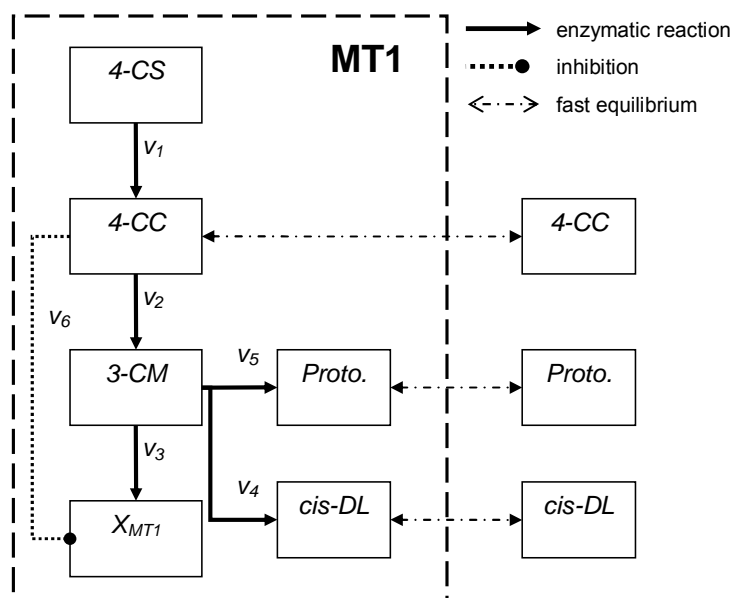 MT1
enzymatic reaction
inhibition
fast equilibrium
4-CS
v1
4-CC
4-CC
v2
v6
3-CM
v5
Proto.
Proto.
v3
v4
XMT1
cis-DL
cis-DL